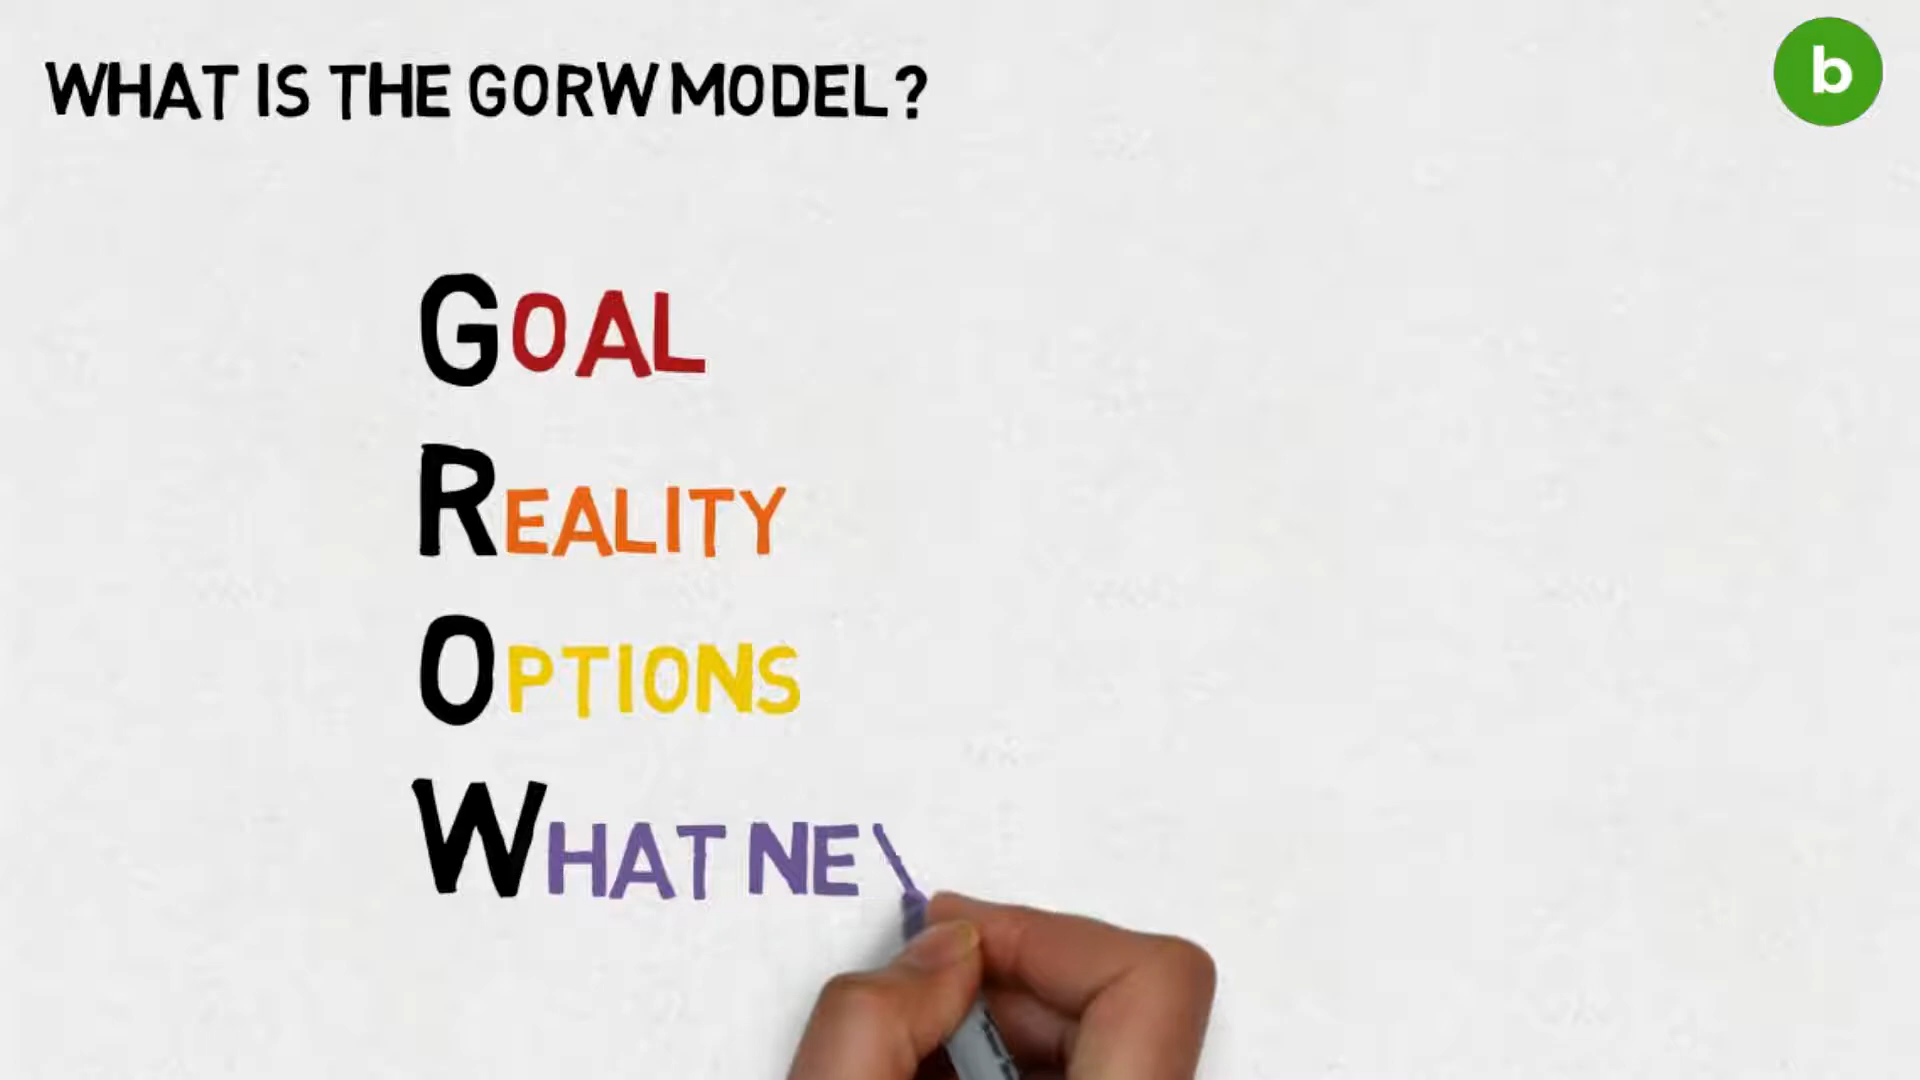 WHAT IS THE GORW MODEL?
b
GOAL
REALITY
OPTIONS
WHAT NE